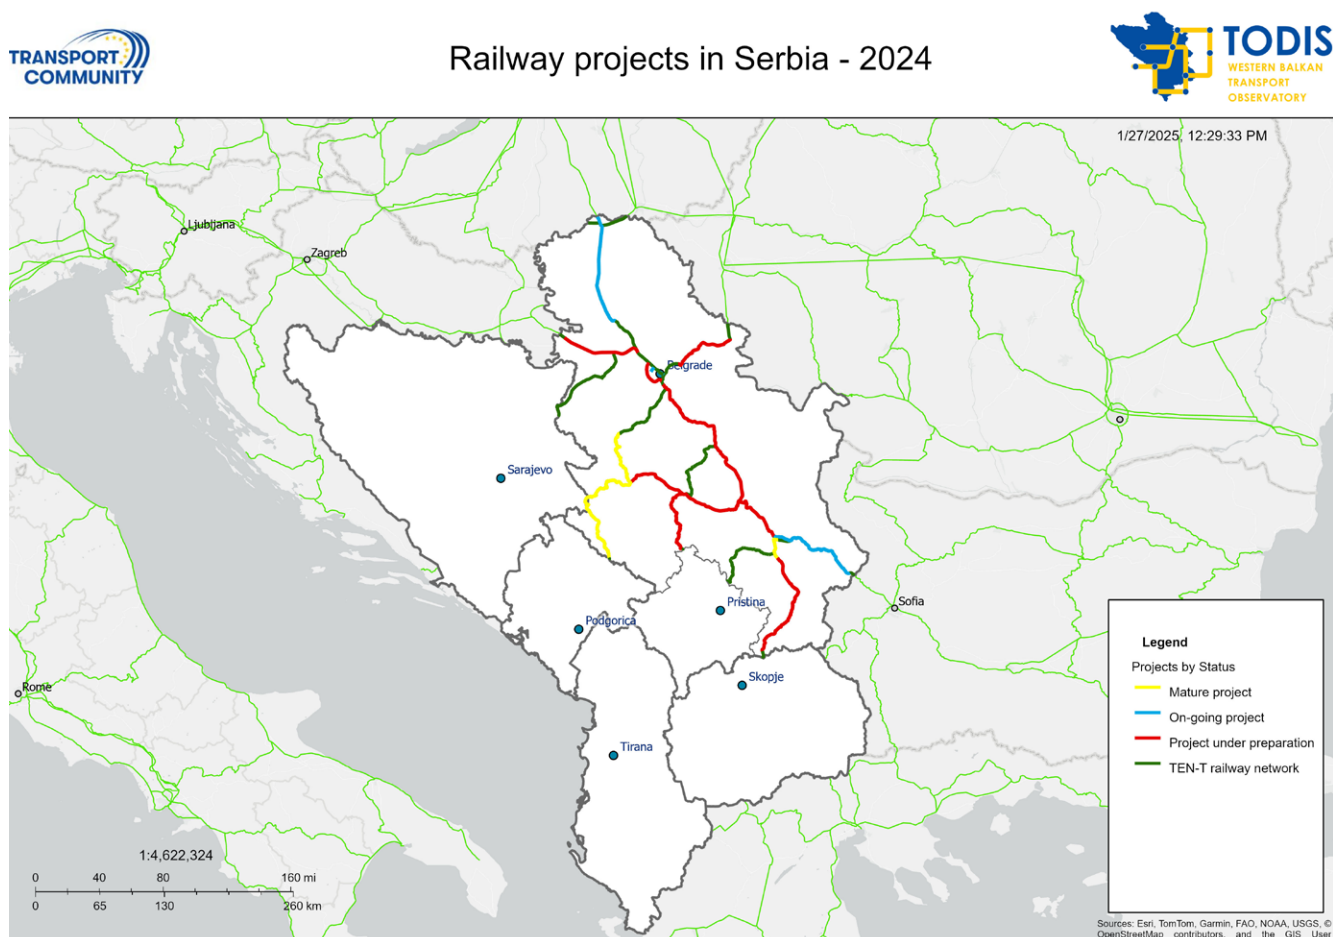 TRANSPORT
COMMUNITY
Railway projects in Serbia - 2024
TODIS
WESTERN BALKAN
TRANSPORT
OBSERVATORY
1/27/2025, 12:29:33 PM
Ljubljana
Zagreb
Belgrade
Sarajevo
Pristina
Sofia
Podgorica
Skopje
Rome
Tirana
Legend
Projects by Status
Mature project
On-going project
Project under preparation
TEN-T railway network
1:4,622,324
0 40 80 160 mi
0 65 130 260 km
Sources: Esri, TomTom, Garmin, FAO, NOAA, USGS, ©
OpenStreetMap contributors, and the GIS User